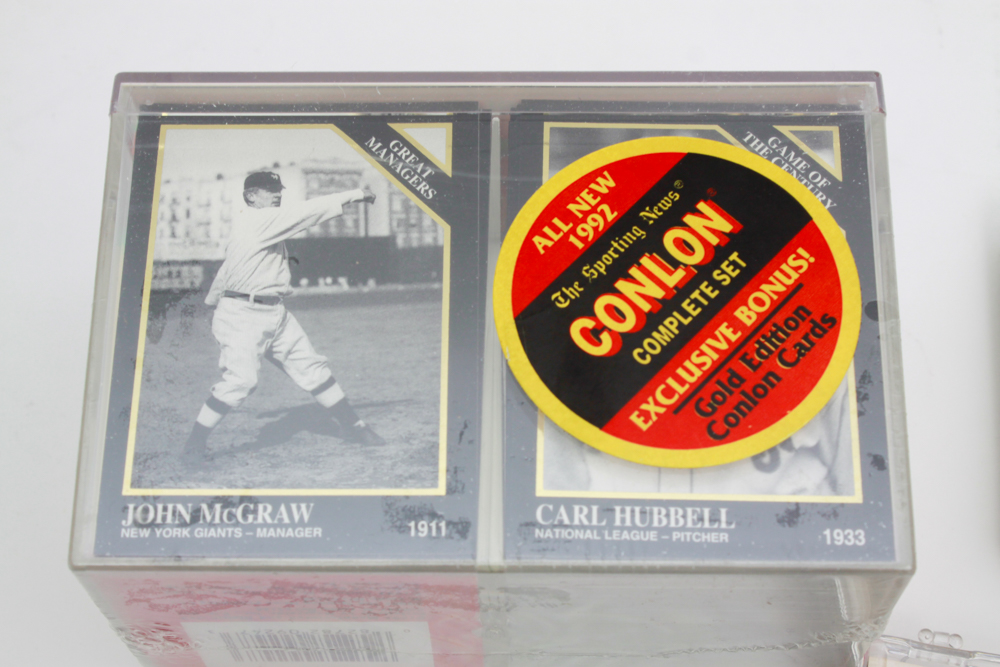 GREAT
MANAGERS
JOHN McGRAW
NEW YORK GIANTS – MANAGER
1911
GAME OF
THE CENTURY
ALL NEW
1992
The Sporting News®
CONLON®
COMPLETE SET
EXCLUSIVE BONUS!
Gold Edition
Conlon Cards
CARL HUBBELL
NATIONAL LEAGUE – PITCHER
1933